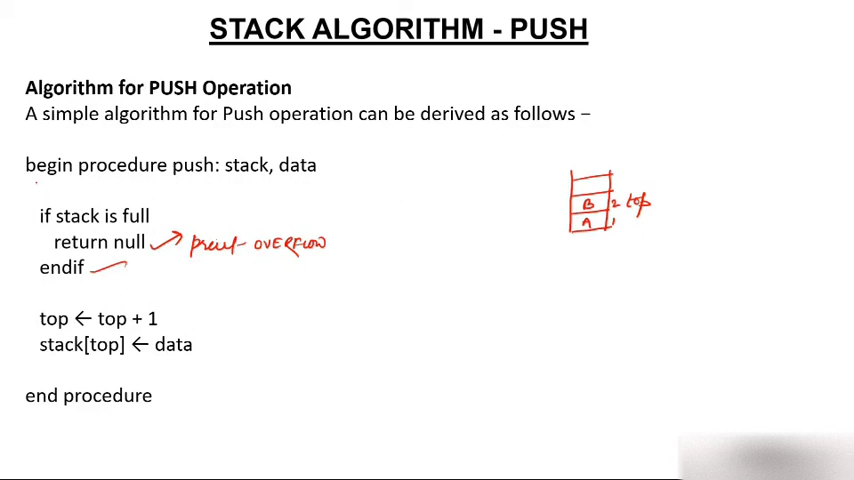 STACK ALGORITHM - PUSH
Algorithm for PUSH Operation
A simple algorithm for Push operation can be derived as follows −
begin procedure push: stack, data
if stack is full
return null
OVERFLOW
endif
top ← top + 1
stack[top] ← data
end procedure
B 2 top
A 1